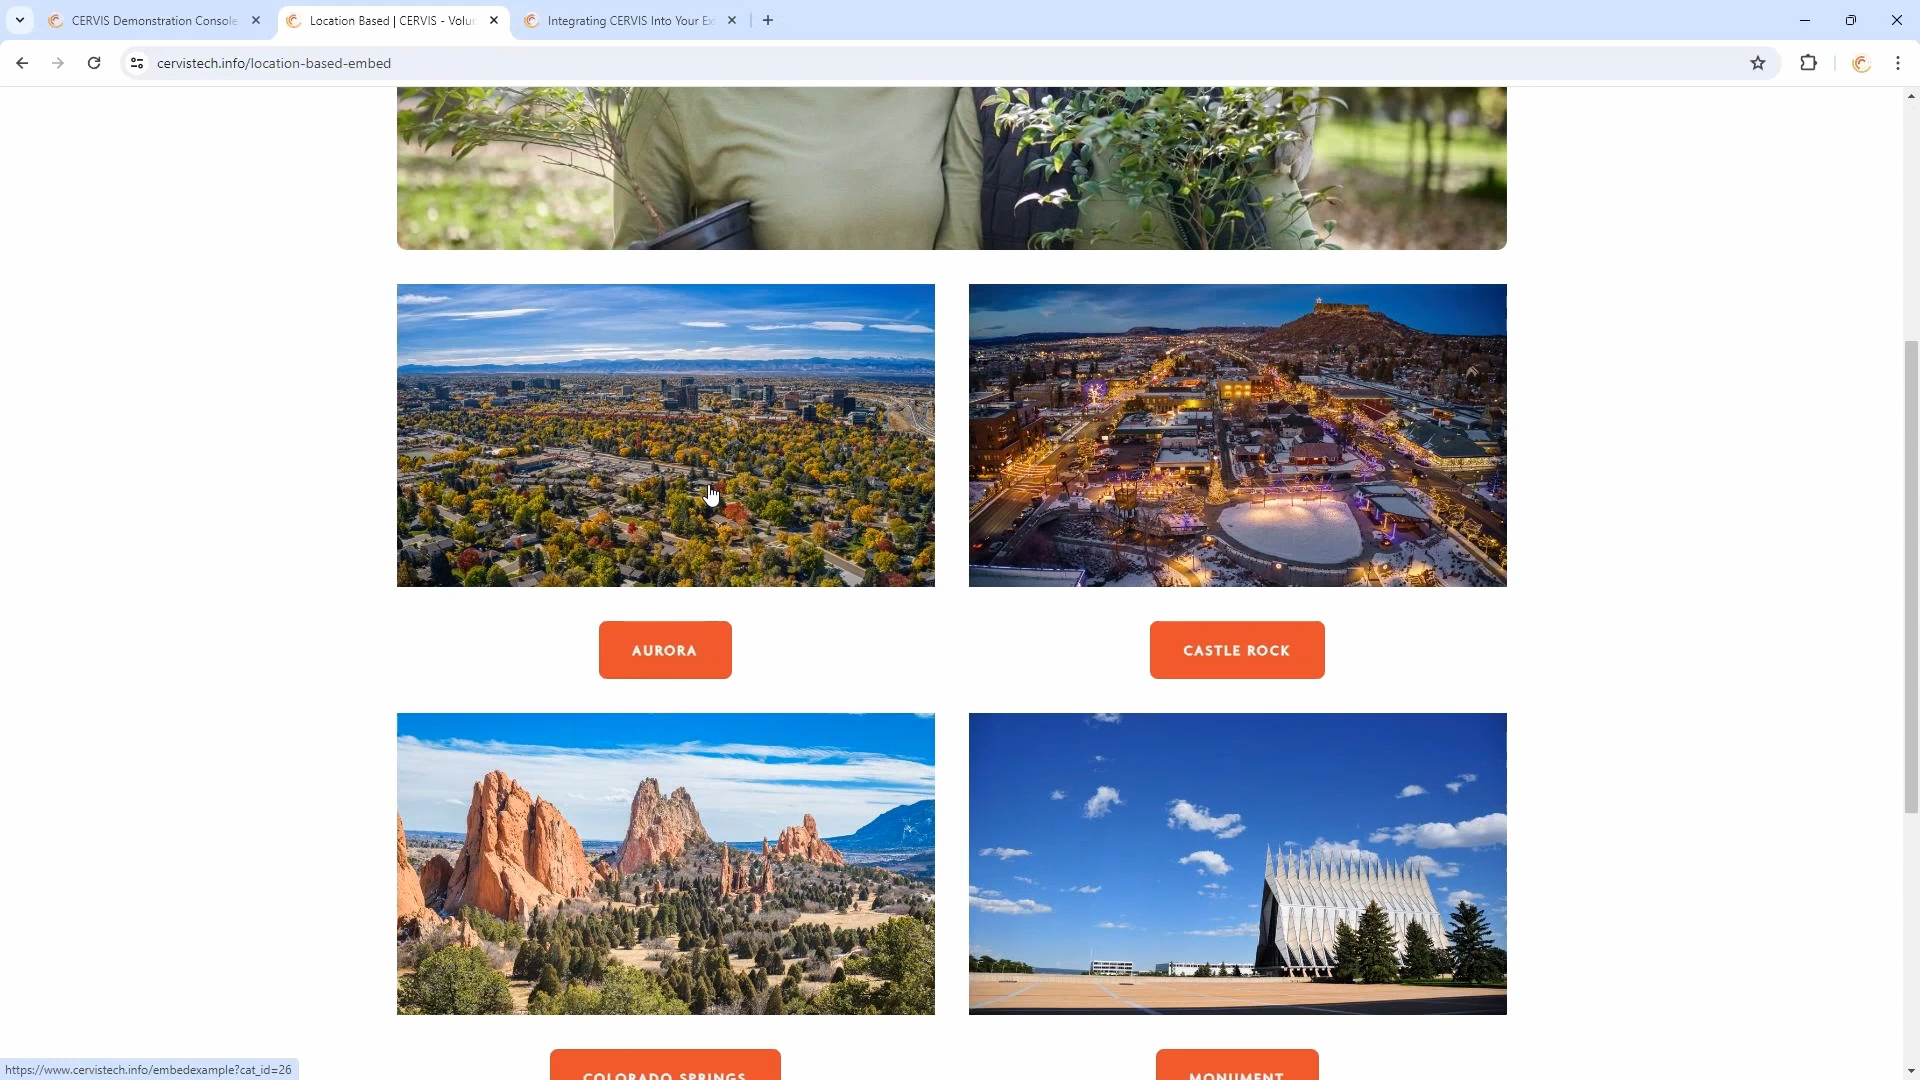 CERVIS Demonstration Console
Location Based | CERVIS - Volun
Integrating CERVIS Into Your Ex
cervistech.info/location-based-embed
AURORA
CASTLE ROCK
COLORADO SPRINGS
MONUMENT
https://www.cervistech.info/embedexample?cat_id=26